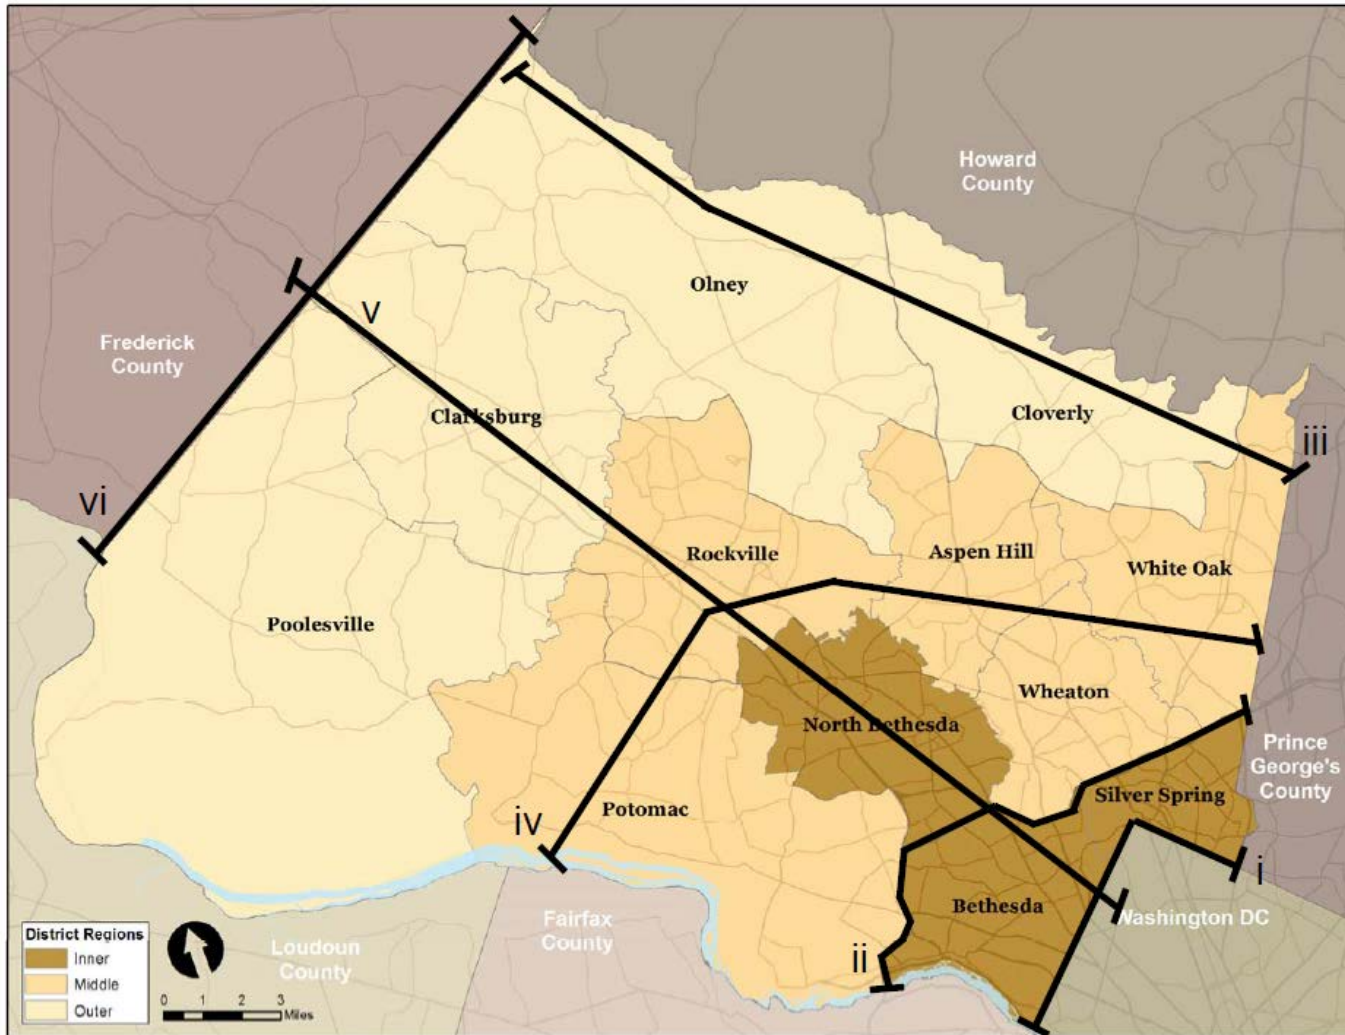 Howard
County
Olney
v
Frederick
County
Clarksburg
Cloverly
iii
vi
Rockville
Aspen Hill
White Oak
Poolesville
Wheaton
North Bethesda
Prince
George's
County
Silver Spring
iv
Potomac
i
Bethesda
Washington DC
Fairfax
County
Loudoun
County
ii
District Regions
Inner
Middle
Outer
0 1 2 3
Miles